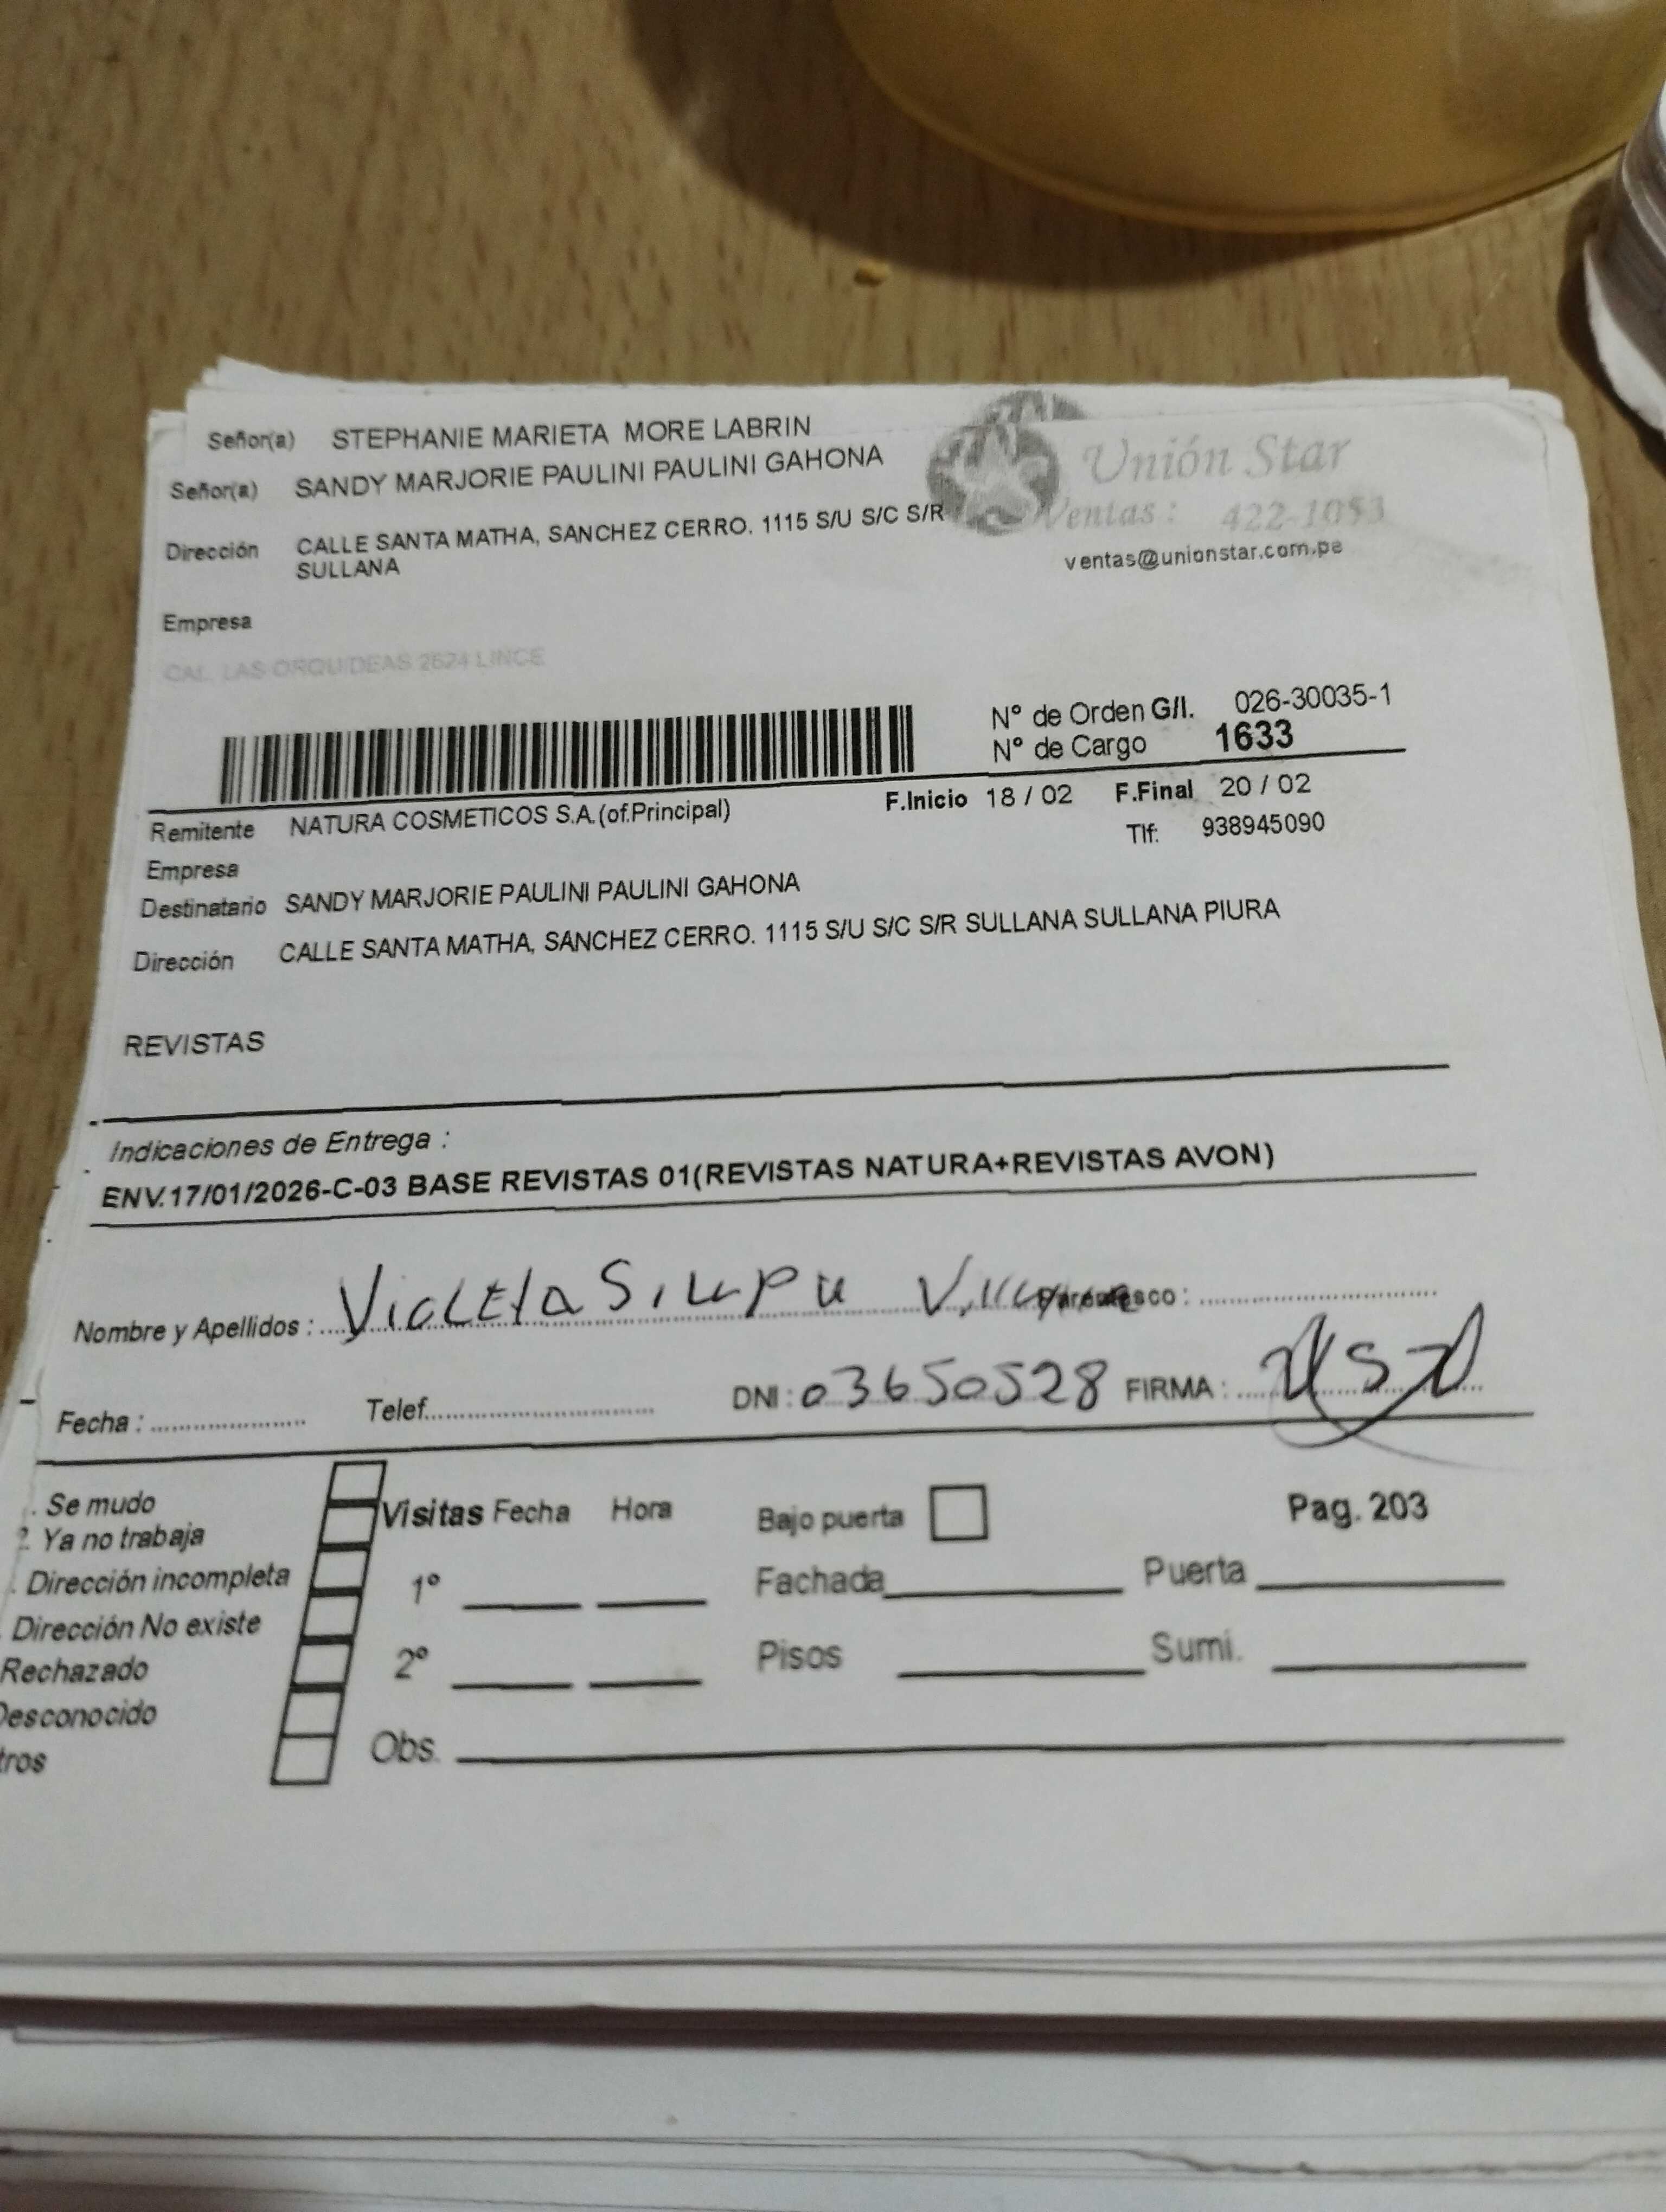 Señor(a) STEPHANIE MARIETA MORE LABRIN
Señor(a) SANDY MARJORIE PAULINI PAULINI GAHONA
Unión Star
Ventas : 422-1053
ventas@unionstar.com.pe
Dirección CALLE SANTA MATHA, SANCHEZ CERRO. 1115 S/U S/C S/R
SULLANA
Empresa
CAL. LAS ORQUIDEAS 2624 LINCE
N° de Orden G/I. 026-30035-1
N° de Cargo 1633
F.Inicio 18 / 02 F.Final 20 / 02
Remitente NATURA COSMETICOS S.A.(of.Principal)
Tlf: 938945090
Empresa
Destinatario SANDY MARJORIE PAULINI PAULINI GAHONA
Dirección CALLE SANTA MATHA, SANCHEZ CERRO. 1115 S/U S/C S/R SULLANA SULLANA PIURA
REVISTAS
Indicaciones de Entrega :
ENV.17/01/2026-C-03 BASE REVISTAS 01(REVISTAS NATURA+REVISTAS AVON)
Nombre y Apellidos : Violeta Silupu Parentesco :
Fecha : Telef. DNI : 03650528 FIRMA :
. Se mudo
2. Ya no trabaja
. Dirección incompleta
. Dirección No existe
Rechazado
Desconocido
tros
Visitas Fecha Hora
1°
2°
Obs.
Bajo puerta
Pag. 203
Fachada Puerta
Pisos Sumi.